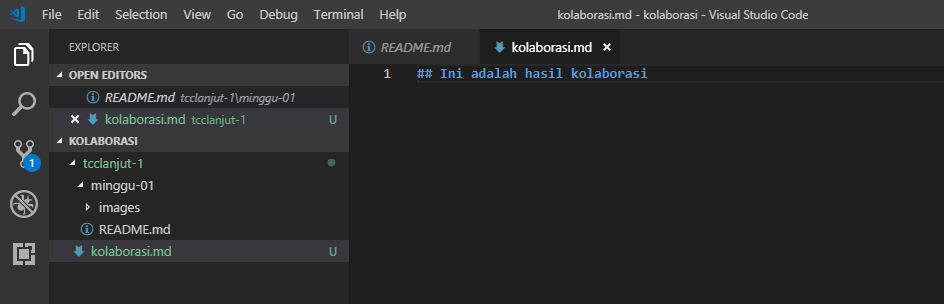 File Edit Selection View Go Debug Terminal Help kolaborasi.md - kolaborasi - Visual Studio Code
EXPLORER
README.md
kolaborasi.md
OPEN EDITORS
README.md tcclanjut-1\minggu-01
kolaborasi.md tcclanjut-1 U
KOLABORASI
tcclanjut-1
minggu-01
images
README.md
kolaborasi.md U
1
1 ## Ini adalah hasil kolaborasi